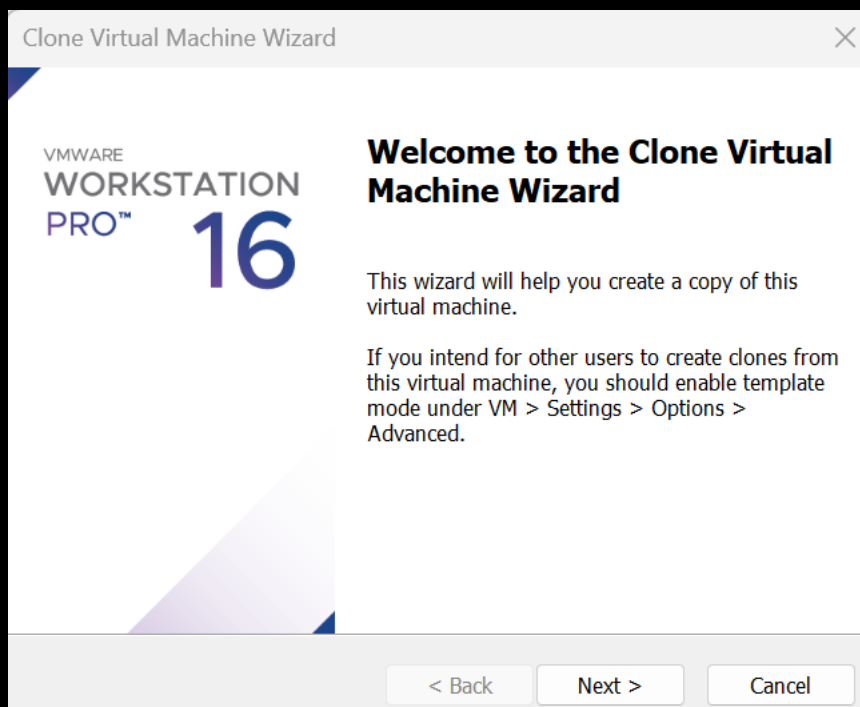 Clone Virtual Machine Wizard
VMWARE
WORKSTATION
PRO™ 16
Welcome to the Clone Virtual
Machine Wizard
This wizard will help you create a copy of this
virtual machine.
If you intend for other users to create clones from
this virtual machine, you should enable template
mode under VM > Settings > Options >
Advanced.
< Back Next > Cancel